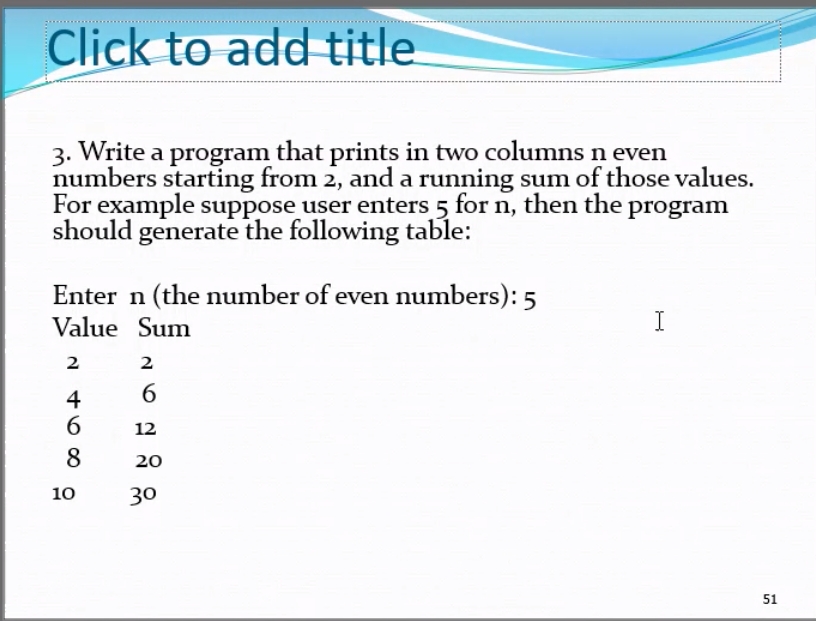 Click to add title
3. Write a program that prints in two columns n even
numbers starting from 2, and a running sum of those values.
For example suppose user enters 5 for n, then the program
should generate the following table:
Enter n (the number of even numbers): 5
Value Sum
2 2
4 6
6 12
8 20
10 30
51